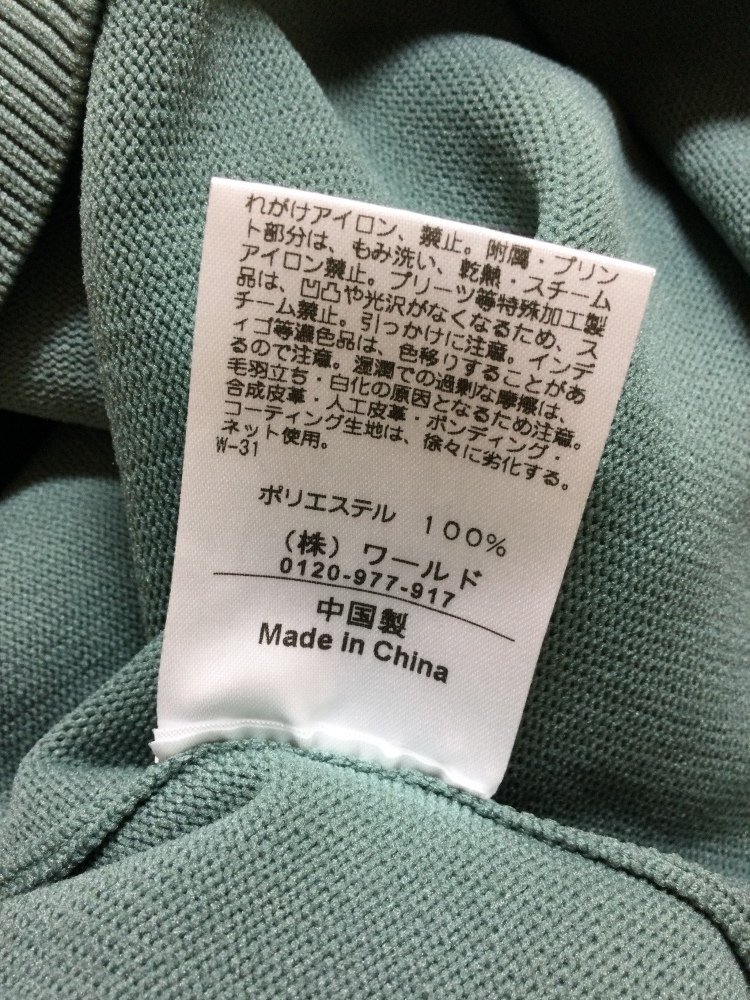 れがけアイロン、禁止。附属・プリン
ト部分は、もみ洗い、乾熱・スチーム
アイロン禁止。プリーツ等特殊加工製
品は、凹凸や光沢がなくなるため、ス
チーム禁止。引っかけに注意。インデ
ィゴ等濃色品は、色移りすることがあ
るので注意。湿潤での過剰な摩擦は、
毛羽立ち・白化の原因となるため注意。
合成皮革・人工皮革・ボンディング・
コーティング生地は、徐々に劣化する。
ネット使用。
W-31
ポリエステル 100%
(株) ワールド
0120-977-917
中国製
Made in China